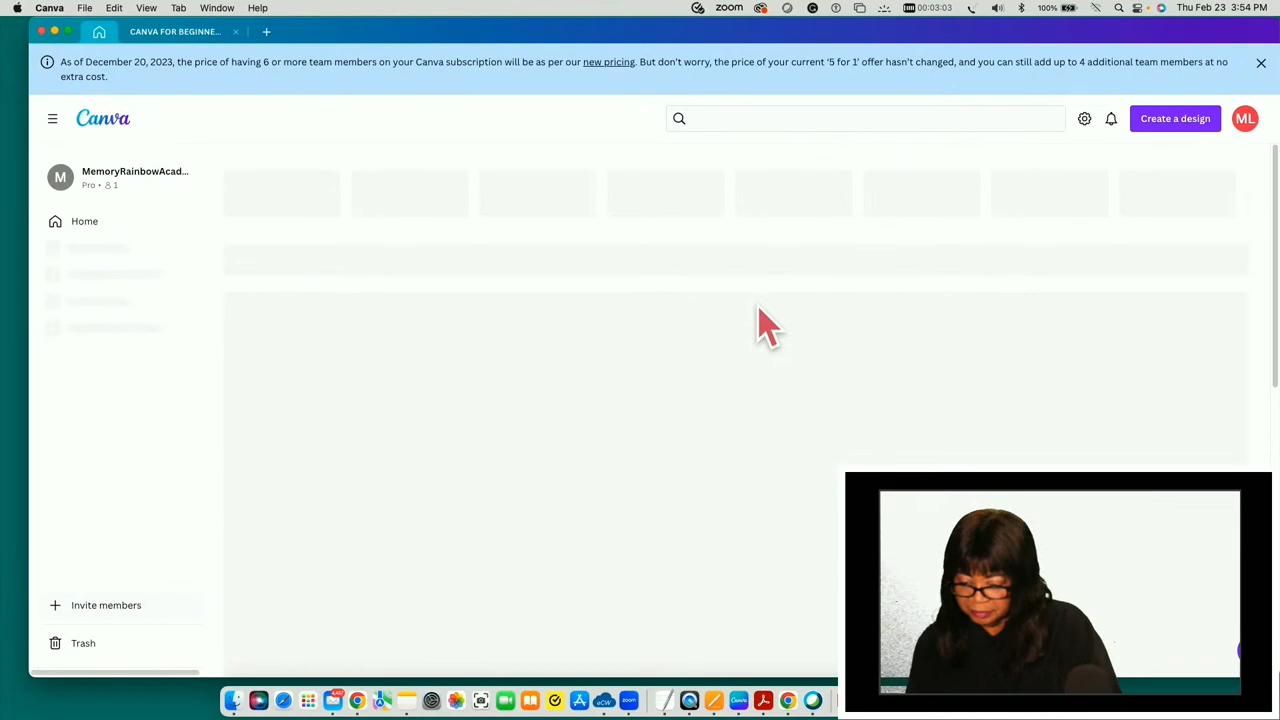 Canva File Edit View Tab Window Help
zoom 00:03:03 100% Thu Feb 23 3:54 PM
CANVA FOR BEGINNE...
As of December 20, 2023, the price of having 6 or more team members on your Canva subscription will be as per our new pricing. But don't worry, the price of your current '5 for 1' offer hasn't changed, and you can still add up to 4 additional team members at no
extra cost.
Canva
Create a design
ML
M
MemoryRainbowAcad...
Pro • 1
Home
Invite members
Trash
eCW
zoom
Canva